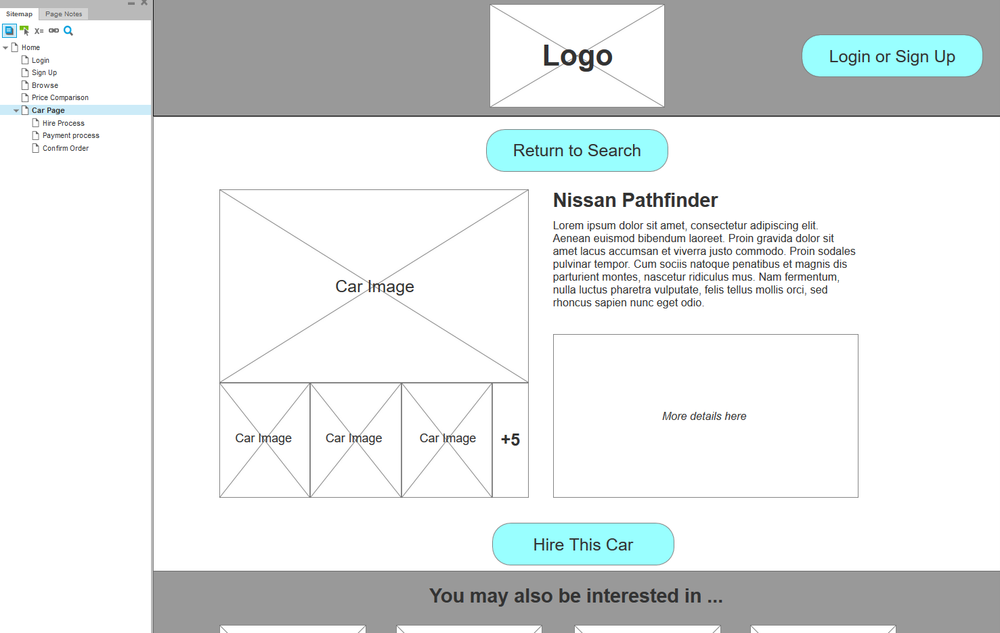 Sitemap
Page Notes
X=
Home
Login
Sign Up
Browse
Price Comparison
Car Page
Hire Process
Payment process
Confirm Order
Logo
Login or Sign Up
Return to Search
Car Image
Car Image
Car Image
Car Image
+5
Nissan Pathfinder
Lorem ipsum dolor sit amet, consectetur adipiscing elit.
Aenean euismod bibendum laoreet. Proin gravida dolor sit
amet lacus accumsan et viverra justo commodo. Proin sodales
pulvinar tempor. Cum sociis natoque penatibus et magnis dis
parturient montes, nascetur ridiculus mus. Nam fermentum,
nulla luctus pharetra vulputate, felis tellus mollis orci, sed
rhoncus sapien nunc eget odio.
More details here
Hire This Car
You may also be interested in ...